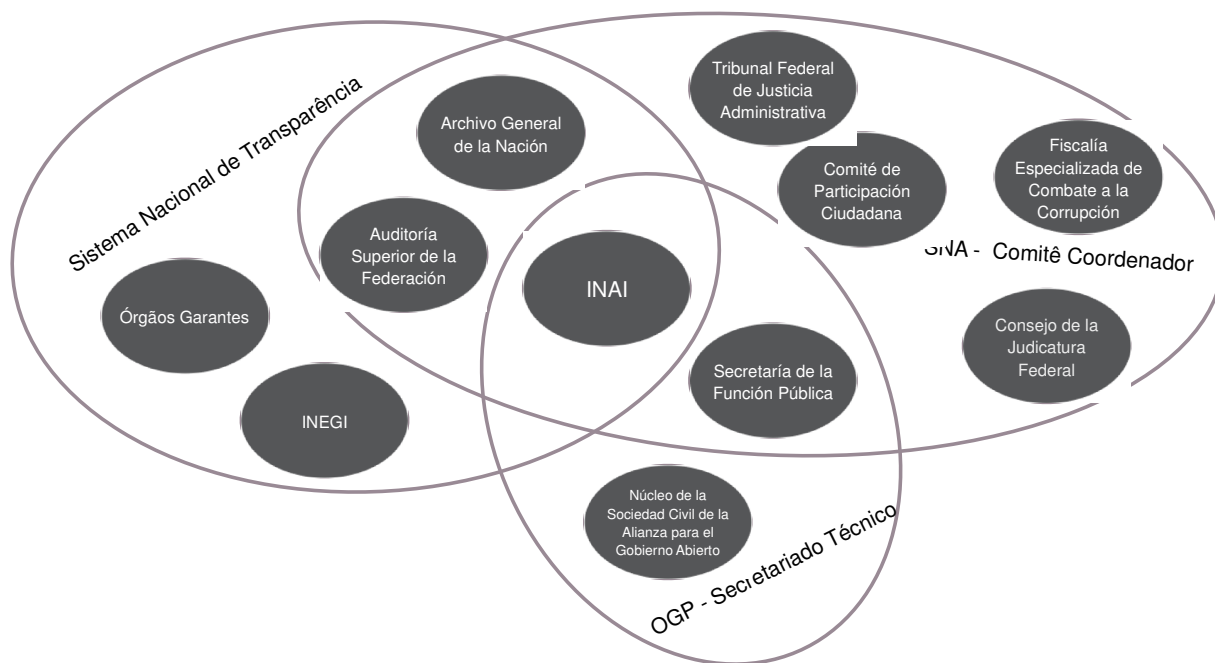 Sistema Nacional de Transparência
Archivo General
de la Nación
Auditoría
Superior de la
Federación
Órgãos Garantes
INEGI
INAI
Tribunal Federal
de Justicia
Administrativa
Comité de
Participación
Ciudadana
Fiscalía
Especializada de
Combate a la
Corrupción
SNA - Comitê Coordenador
Consejo de la
Judicatura
Federal
Secretaría de la
Función Pública
Núcleo de la
Sociedad Civil de la
Alianza para el
Gobierno Abierto
OGP - Secretariado Técnico